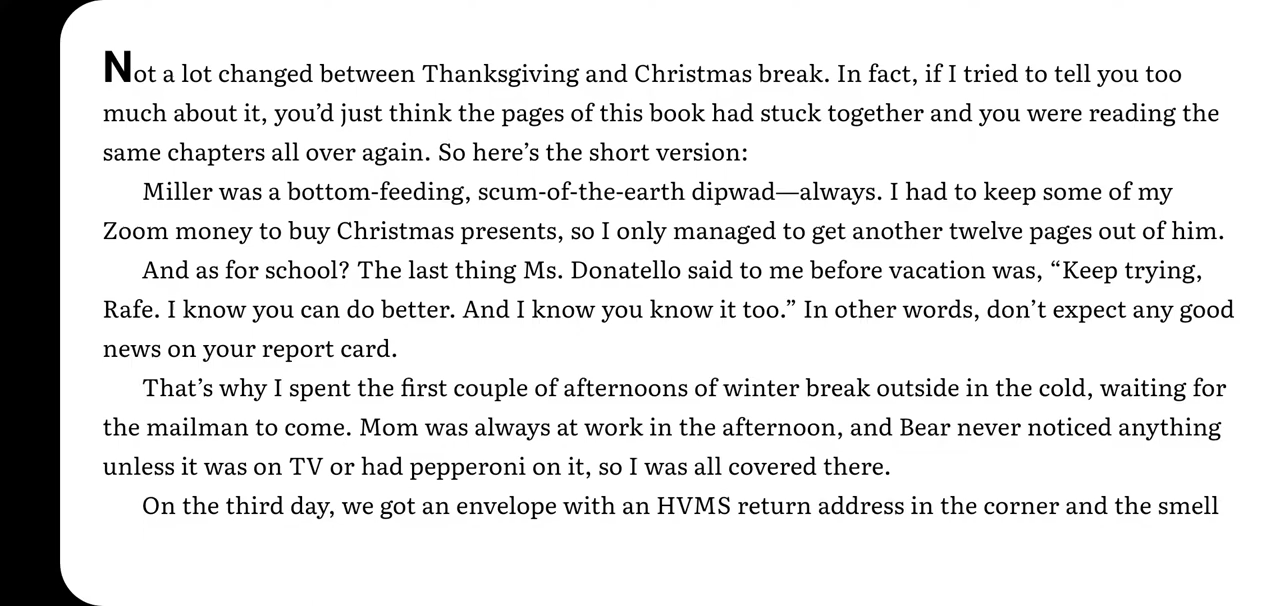 Not a lot changed between Thanksgiving and Christmas break. In fact, if I tried to tell you too
much about it, you’d just think the pages of this book had stuck together and you were reading the
same chapters all over again. So here’s the short version:
Miller was a bottom-feeding, scum-of-the-earth dipwad—always. I had to keep some of my
Zoom money to buy Christmas presents, so I only managed to get another twelve pages out of him.
And as for school? The last thing Ms. Donatello said to me before vacation was, “Keep trying,
Rafe. I know you can do better. And I know you know it too.” In other words, don’t expect any good
news on your report card.
That’s why I spent the first couple of afternoons of winter break outside in the cold, waiting for
the mailman to come. Mom was always at work in the afternoon, and Bear never noticed anything
unless it was on TV or had pepperoni on it, so I was all covered there.
On the third day, we got an envelope with an HVMS return address in the corner and the smell